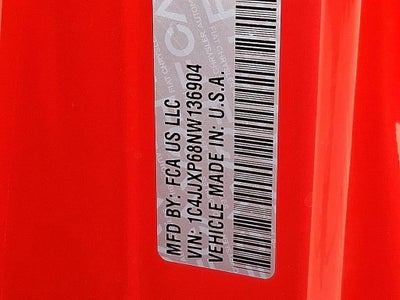 MFD BY: FCA US LLC
VIN: 1C4JJXP68NW136904
VEHICLE MADE IN: U.S.A.